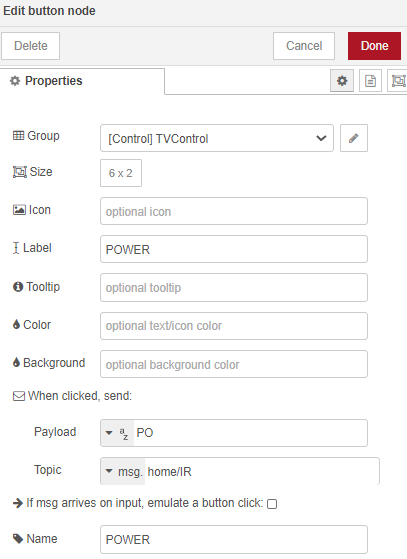 Edit button node
Delete
Cancel
Done
Properties
Group
[Control] TVControl
Size
6 x 2
Icon
optional icon
Label
POWER
Tooltip
optional tooltip
Color
optional text/icon color
Background
optional background color
When clicked, send:
Payload
a
z
PO
Topic
msg. home/IR
If msg arrives on input, emulate a button click:
Name
POWER